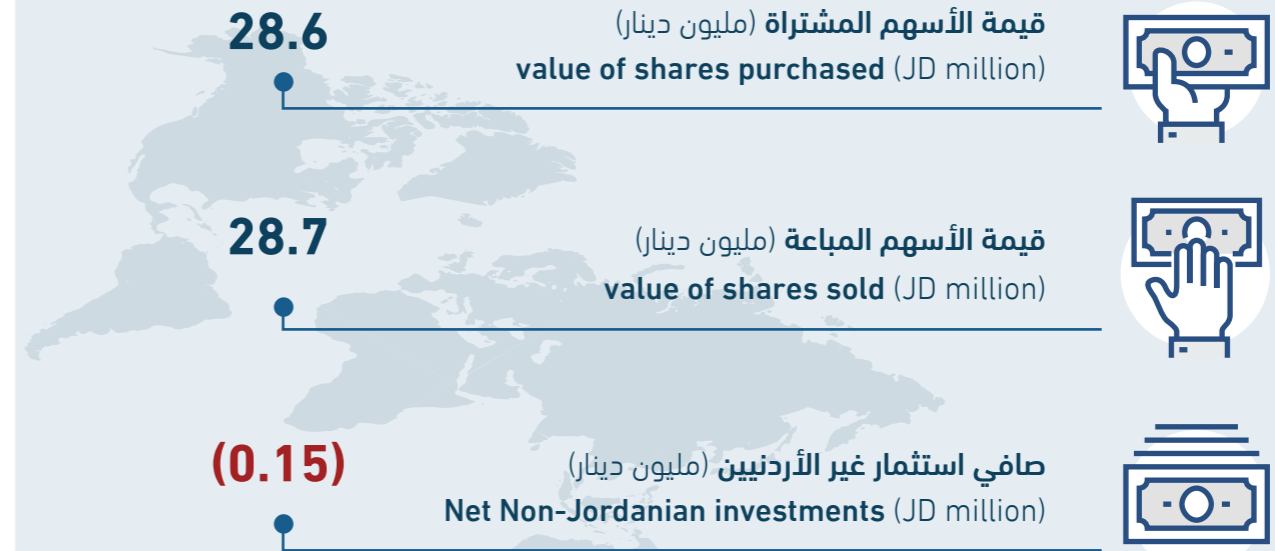 قيمة الأسهم المشتراة (مليون دينار)
28.6
value of shares purchased (JD million)
قيمة الأسهم المباعة (مليون دينار)
28.7
value of shares sold (JD million)
صافي استثمار غير الأردنيين (مليون دينار)
(0.15)
Net Non-Jordanian investments (JD million)